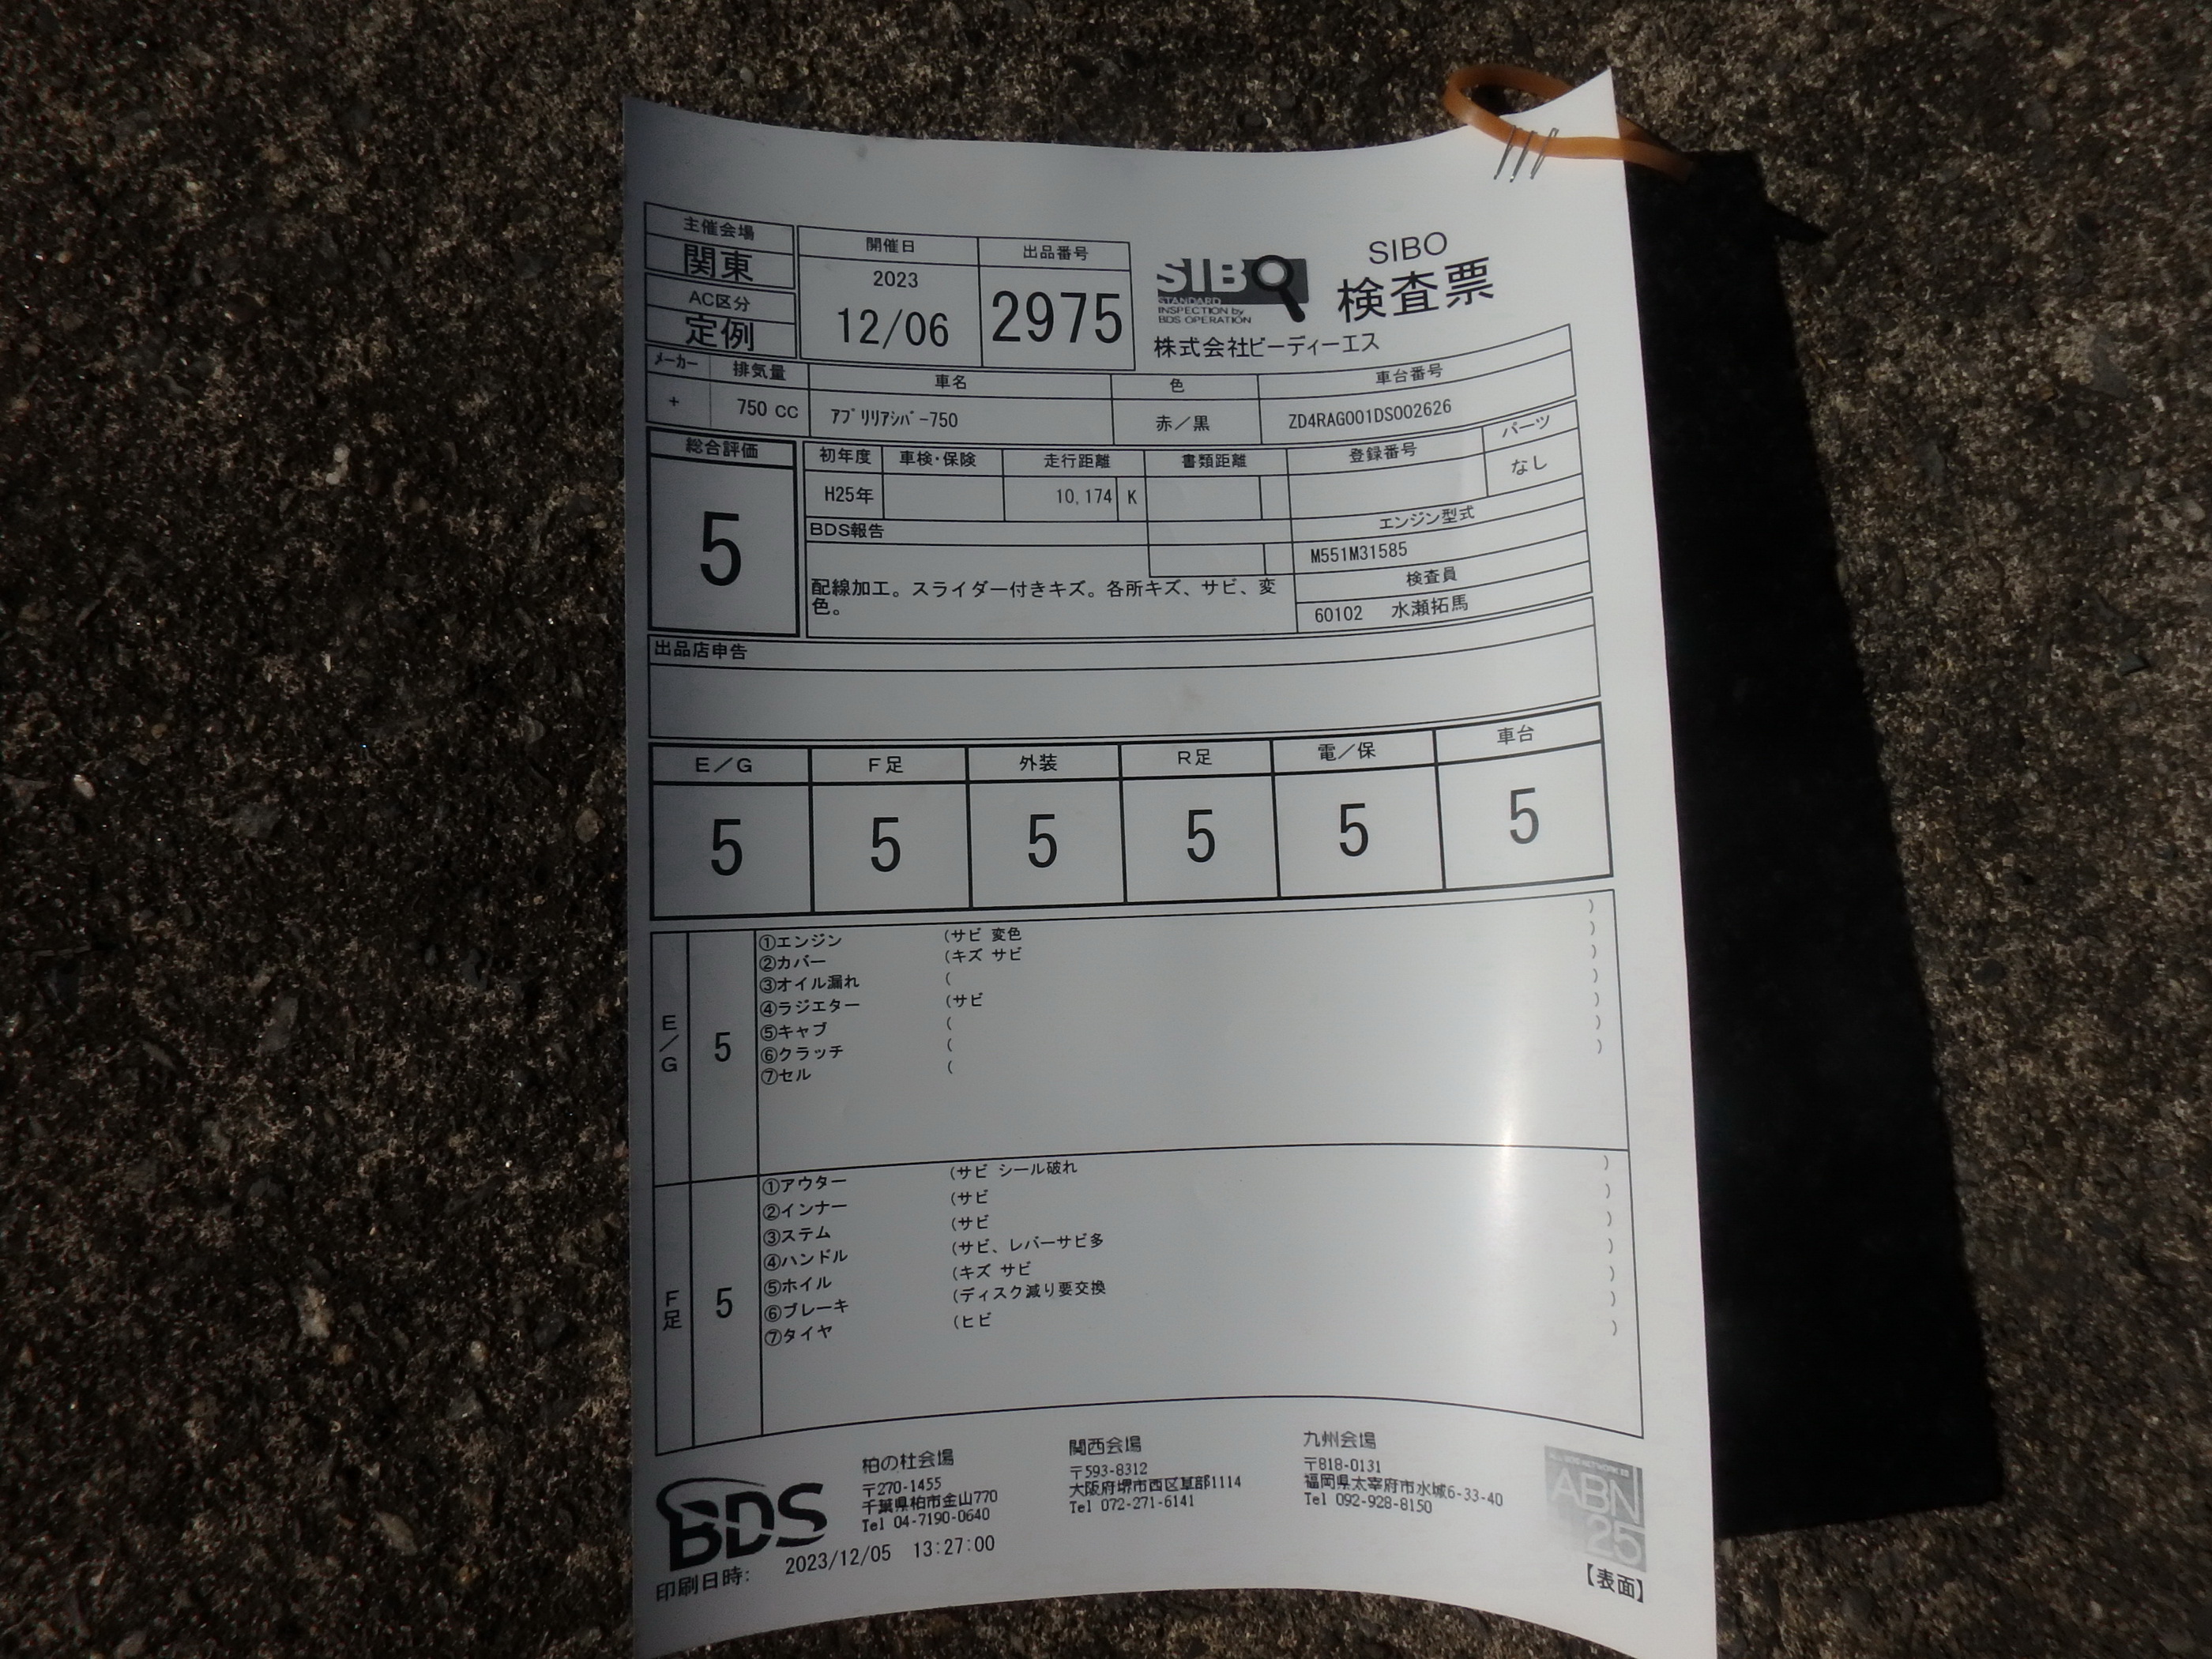 主催会場
関東
AC区分
定例
開催日
2023
12/06
出品番号
2975
SIBO
STANDARD
INSPECTION by
BDS OPERATION
SIBO
検査票
株式会社ビーディーエス
メーカー 排気量 車名 色 車台番号
+ 750 CC アプリリアシバー750 赤/黒 ZD4RAG001DS002626
総合評価
5
初年度 車検・保険 走行距離 書類距離 登録番号 パーツ
H25年 10,174 K なし
BDS報告
配線加工。スライダー付きキズ。各所キズ、サビ、変
色。
エンジン型式
M551M31585
検査員
60102 水瀬拓馬
出品店申告
E/G F足 外装 R足 電/保 車台
5 5 5 5 5 5
E/G
5
①エンジン (サビ 変色 )
②カバー (キズ サビ )
③オイル漏れ ( )
④ラジエター (サビ )
⑤キャブ ( )
⑥クラッチ ( )
⑦セル ( )
F足
5
①アウター (サビ シール破れ )
②インナー (サビ )
③ステム (サビ )
④ハンドル (サビ、レバーサビ多 )
⑤ホイル (キズ サビ )
⑥ブレーキ (ディスク減り要交換 )
⑦タイヤ (ヒビ )
BDS
柏の杜会場
〒270-1455
千葉県柏市金山770
Tel 04-7190-0640
関西会場
〒593-8312
大阪府堺市西区草部1114
Tel 072-271-6141
九州会場
〒818-0131
福岡県太宰府市水城6-33-40
Tel 092-928-8150
ABN
25
印刷日時: 2023/12/05 13:27:00
【表面】